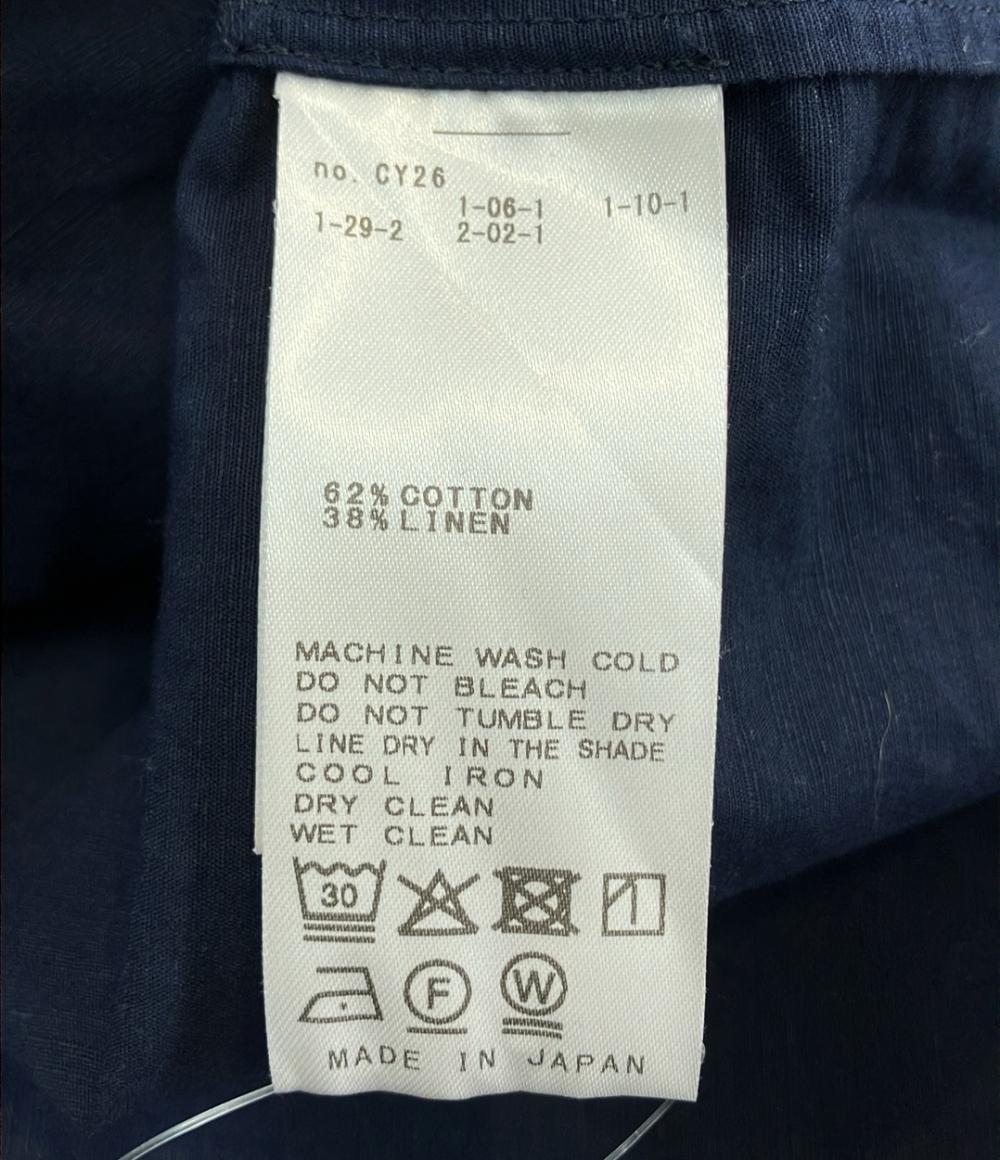 no. CY26
1-06-1 1-10-1
1-29-2 2-02-1
62% COTTON
38% LINEN
MACHINE WASH COLD
DO NOT BLEACH
DO NOT TUMBLE DRY
LINE DRY IN THE SHADE
COOL IRON
DRY CLEAN
WET CLEAN
30
F W
MADE IN JAPAN